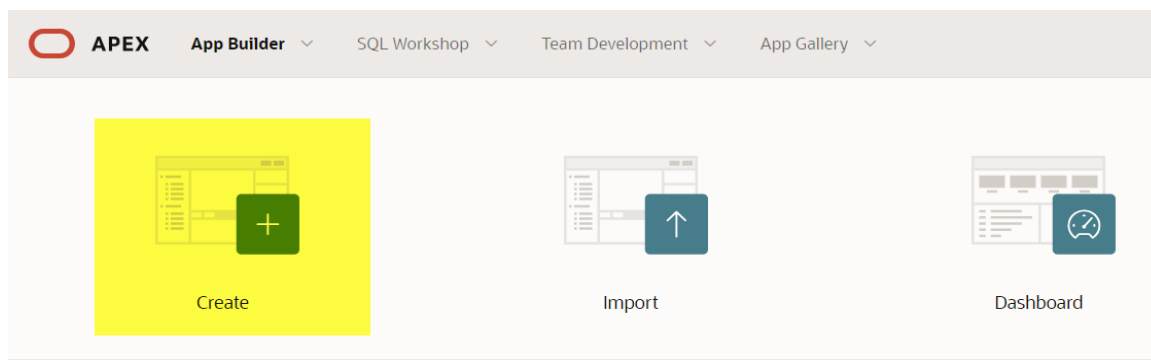 APEX App Builder SQL Workshop Team Development App Gallery
Create Import Dashboard